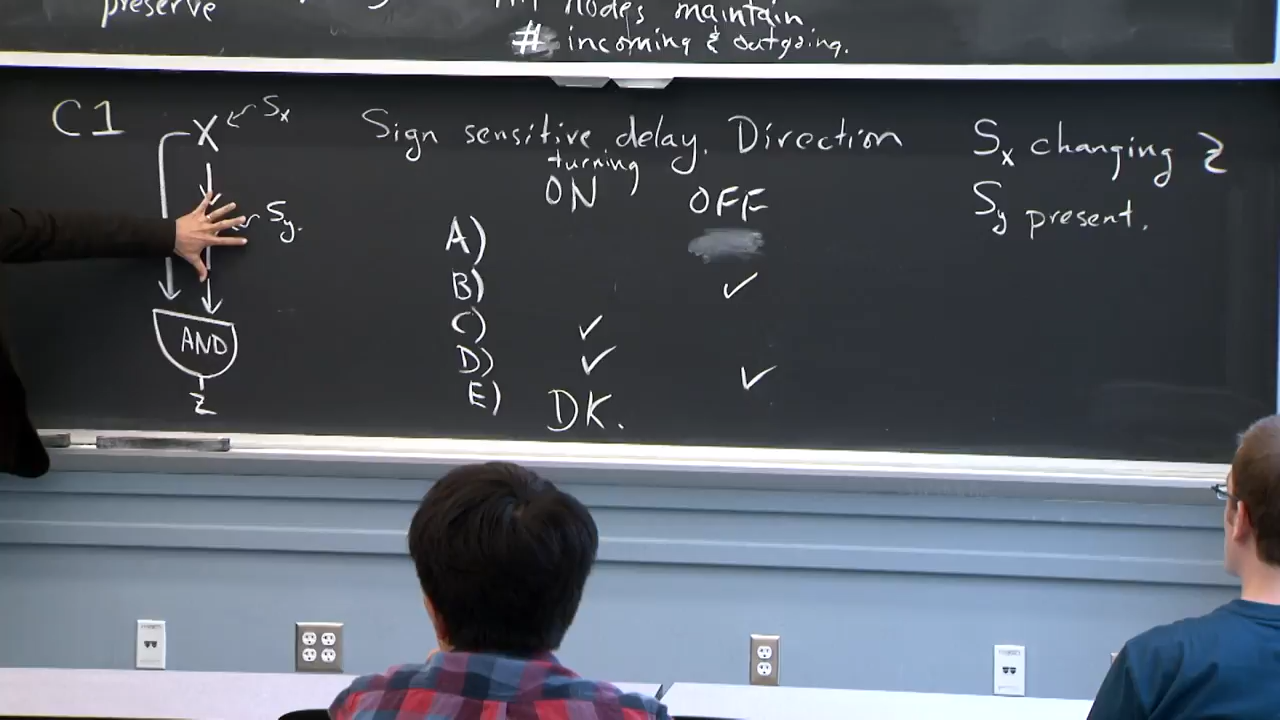 preserve
nodes maintain
# incoming & outgoing.
C1
X
Sx
Sy.
AND
Z
Sign sensitive delay. Direction
turning
ON
OFF
A)
B) ✓
C) ✓
D) ✓ ✓
E) DK.
Sx changing z
Sy present.